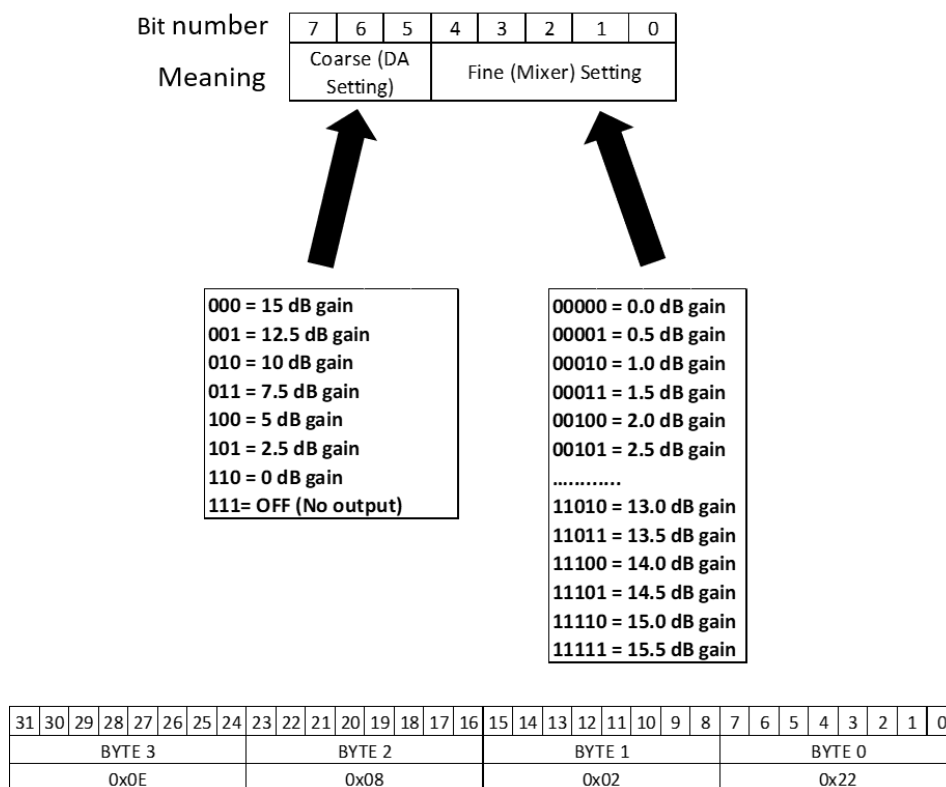 Bit number 7 6 5 4 3 2 1 0
Meaning Coarse (DA Setting) Fine (Mixer) Setting
000 = 15 dB gain
001 = 12.5 dB gain
010 = 10 dB gain
011 = 7.5 dB gain
100 = 5 dB gain
101 = 2.5 dB gain
110 = 0 dB gain
111= OFF (No output)
00000 = 0.0 dB gain
00001 = 0.5 dB gain
00010 = 1.0 dB gain
00011 = 1.5 dB gain
00100 = 2.0 dB gain
00101 = 2.5 dB gain
............
11010 = 13.0 dB gain
11011 = 13.5 dB gain
11100 = 14.0 dB gain
11101 = 14.5 dB gain
11110 = 15.0 dB gain
11111 = 15.5 dB gain
31 30 29 28 27 26 25 24 23 22 21 20 19 18 17 16 15 14 13 12 11 10 9 8 7 6 5 4 3 2 1 0
BYTE 3 BYTE 2 BYTE 1 BYTE 0
0x0E 0x08 0x02 0x22